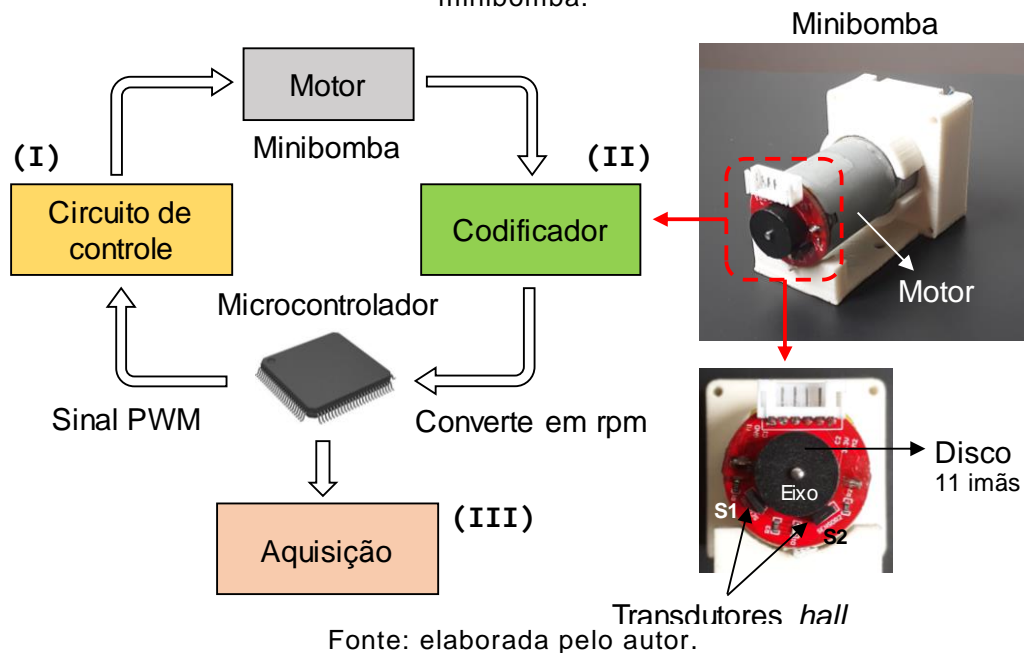 minibomba.
Minibomba
Motor
Minibomba
(I)
(II)
Circuito de
controle
Codificador
Motor
Microcontrolador
Sinal PWM
Converte em rpm
Disco
11 imãs
Eixo
S1
S2
(III)
Aquisição
Transdutores hall
Fonte: elaborada pelo autor.